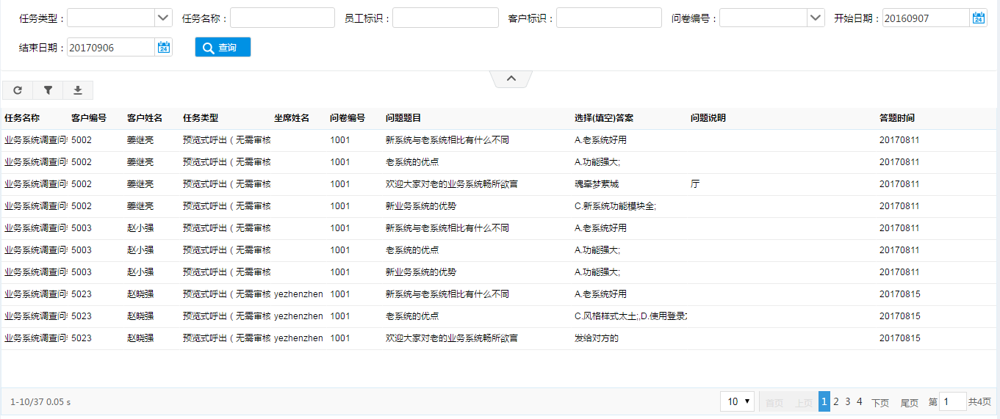 任务类型： 任务名称： 员工标识： 客户标识： 问卷编号： 开始日期： 20160907
结束日期： 20170906 查询
任务名称 客户编号 客户姓名 任务类型 坐席姓名 问卷编号 问题题目 选择(填空)答案 问题说明 答题时间
业务系统调查问 5002 姜继亮 预览式呼出（无需审核 1001 新系统与老系统相比有什么不同 A.老系统好用 20170811
业务系统调查问 5002 姜继亮 预览式呼出（无需审核 1001 老系统的优点 A.功能强大; 20170811
业务系统调查问 5002 姜继亮 预览式呼出（无需审核 1001 欢迎大家对老的业务系统畅所欲言 魂牵梦萦域 厅 20170811
业务系统调查问 5002 姜继亮 预览式呼出（无需审核 1001 新业务系统的优势 C.新系统功能模块全; 20170811
业务系统调查问 5003 赵小强 预览式呼出（无需审核 1001 新系统与老系统相比有什么不同 A.老系统好用 20170811
业务系统调查问 5003 赵小强 预览式呼出（无需审核 1001 老系统的优点 A.功能强大; 20170811
业务系统调查问 5003 赵小强 预览式呼出（无需审核 1001 新业务系统的优势 A.功能强大; 20170811
业务系统调查问 5023 赵晓强 预览式呼出（无需审核 yezhenzhen 1001 新系统与老系统相比有什么不同 A.老系统好用 20170815
业务系统调查问 5023 赵晓强 预览式呼出（无需审核 yezhenzhen 1001 老系统的优点 C.风格样式太土;,D.使用登录 20170815
业务系统调查问 5023 赵晓强 预览式呼出（无需审核 yezhenzhen 1001 欢迎大家对老的业务系统畅所欲言 发给对方的 20170815
1-10/37 0.05 s 10 首页 上页 1 2 3 4 下页 尾页 第 1 共4页